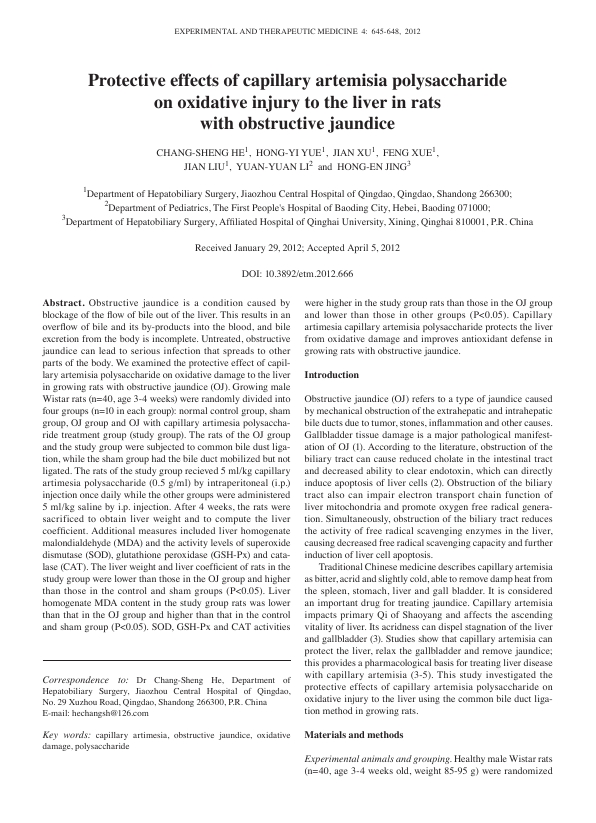 EXPERIMENTAL AND THERAPEUTIC MEDICINE 4: 645-648, 2012
Protective effects of capillary artemisia polysaccharide
on oxidative injury to the liver in rats
with obstructive jaundice
CHANG-SHENG HE1, HONG-YI YUE1, JIAN XU1, FENG XUE1,
JIAN LIU1, YUAN-YUAN LI2 and HONG-EN JING3
1Department of Hepatobiliary Surgery, Jiaozhou Central Hospital of Qingdao, Qingdao, Shandong 266300;
2Department of Pediatrics, The First People's Hospital of Baoding City, Hebei, Baoding 071000;
3Department of Hepatobiliary Surgery, Affiliated Hospital of Qinghai University, Xining, Qinghai 810001, P.R. China
Received January 29, 2012; Accepted April 5, 2012
DOI: 10.3892/etm.2012.666
Abstract. Obstructive jaundice is a condition caused by
blockage of the flow of bile out of the liver. This results in an
overflow of bile and its by-products into the blood, and bile
excretion from the body is incomplete. Untreated, obstructive
jaundice can lead to serious infection that spreads to other
parts of the body. We examined the protective effect of capil-
lary artemisia polysaccharide on oxidative damage to the liver
in growing rats with obstructive jaundice (OJ). Growing male
Wistar rats (n=40, age 3-4 weeks) were randomly divided into
four groups (n=10 in each group): normal control group, sham
group, OJ group and OJ with capillary artimesia polysaccha-
ride treatment group (study group). The rats of the OJ group
and the study group were subjected to common bile dust liga-
tion, while the sham group had the bile duct mobilized but not
ligated. The rats of the study group recieved 5 ml/kg capillary
artimesia polysaccharide (0.5 g/ml) by intraperitoneal (i.p.)
injection once daily while the other groups were administered
5 ml/kg saline by i.p. injection. After 4 weeks, the rats were
sacrificed to obtain liver weight and to compute the liver
coefficient. Additional measures included liver homogenate
malondialdehyde (MDA) and the activity levels of superoxide
dismutase (SOD), glutathione peroxidase (GSH-Px) and cata-
lase (CAT). The liver weight and liver coefficient of rats in the
study group were lower than those in the OJ group and higher
than those in the control and sham groups (P<0.05). Liver
homogenate MDA content in the study group rats was lower
than that in the OJ group and higher than that in the control
and sham group (P<0.05). SOD, GSH-Px and CAT activities
Correspondence to: Dr Chang-Sheng He, Department of
Hepatobiliary Surgery, Jiaozhou Central Hospital of Qingdao,
No. 29 Xuzhou Road, Qingdao, Shandong 266300, P.R. China
E-mail: hechangsh@126.com
Key words: capillary artimesia, obstructive jaundice, oxidative
damage, polysaccharide
were higher in the study group rats than those in the OJ group
and lower than those in other groups (P<0.05). Capillary
artimesia capillary artemisia polysaccharide protects the liver
from oxidative damage and improves antioxidant defense in
growing rats with obstructive jaundice.
Introduction
Obstructive jaundice (OJ) refers to a type of jaundice caused
by mechanical obstruction of the extrahepatic and intrahepatic
bile ducts due to tumor, stones, inflammation and other causes.
Gallbladder tissue damage is a major pathological manifest-
ation of OJ (1). According to the literature, obstruction of the
biliary tract can cause reduced cholate in the intestinal tract
and decreased ability to clear endotoxin, which can directly
induce apoptosis of liver cells (2). Obstruction of the biliary
tract also can impair electron transport chain function of
liver mitochondria and promote oxygen free radical genera-
tion. Simultaneously, obstruction of the biliary tract reduces
the activity of free radical scavenging enzymes in the liver,
causing decreased free radical scavenging capacity and further
induction of liver cell apoptosis.
Traditional Chinese medicine describes capillary artemisia
as bitter, acrid and slightly cold, able to remove damp heat from
the spleen, stomach, liver and gall bladder. It is considered
an important drug for treating jaundice. Capillary artemisia
impacts primary Qi of Shaoyang and affects the ascending
vitality of liver. Its acridness can dispel stagnation of the liver
and gallbladder (3). Studies show that capillary artemisia can
protect the liver, relax the gallbladder and remove jaundice;
this provides a pharmacological basis for treating liver disease
with capillary artemisia (3-5). This study investigated the
protective effects of capillary artemisia polysaccharide on
oxidative injury to the liver using the common bile duct liga-
tion method in growing rats.
Materials and methods
Experimental animals and grouping. Healthy male Wistar rats
(n=40, age 3-4 weeks old, weight 85-95 g) were randomized